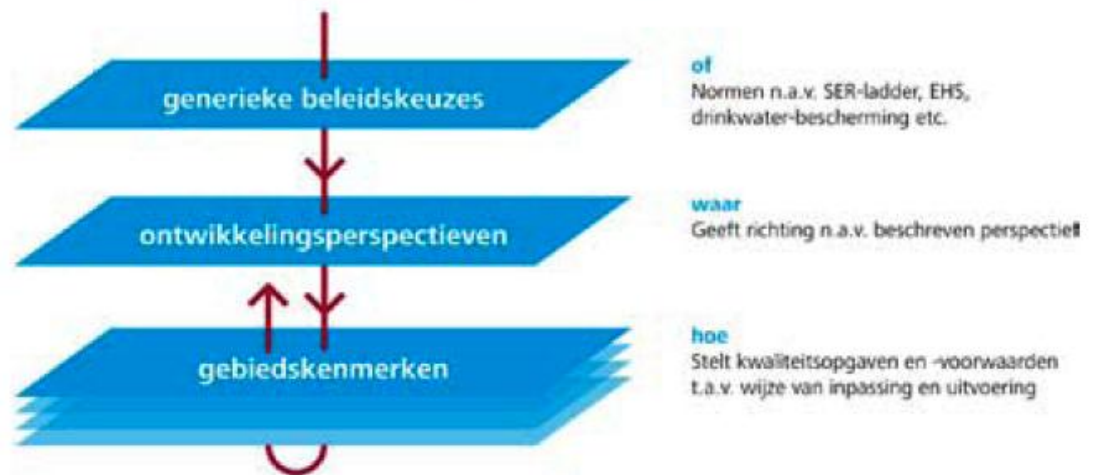 generieke beleidskeuzes
of
Normen n.a.v. SER-ladder, EHS,
drinkwater-bescherming etc.
ontwikkelingsperspectieven
waar
Geeft richting n.a.v. beschreven perspectief
gebiedskenmerken
hoe
Stelt kwaliteitsopgaven en -voorwaarden
t.a.v. wijze van inpassing en uitvoering